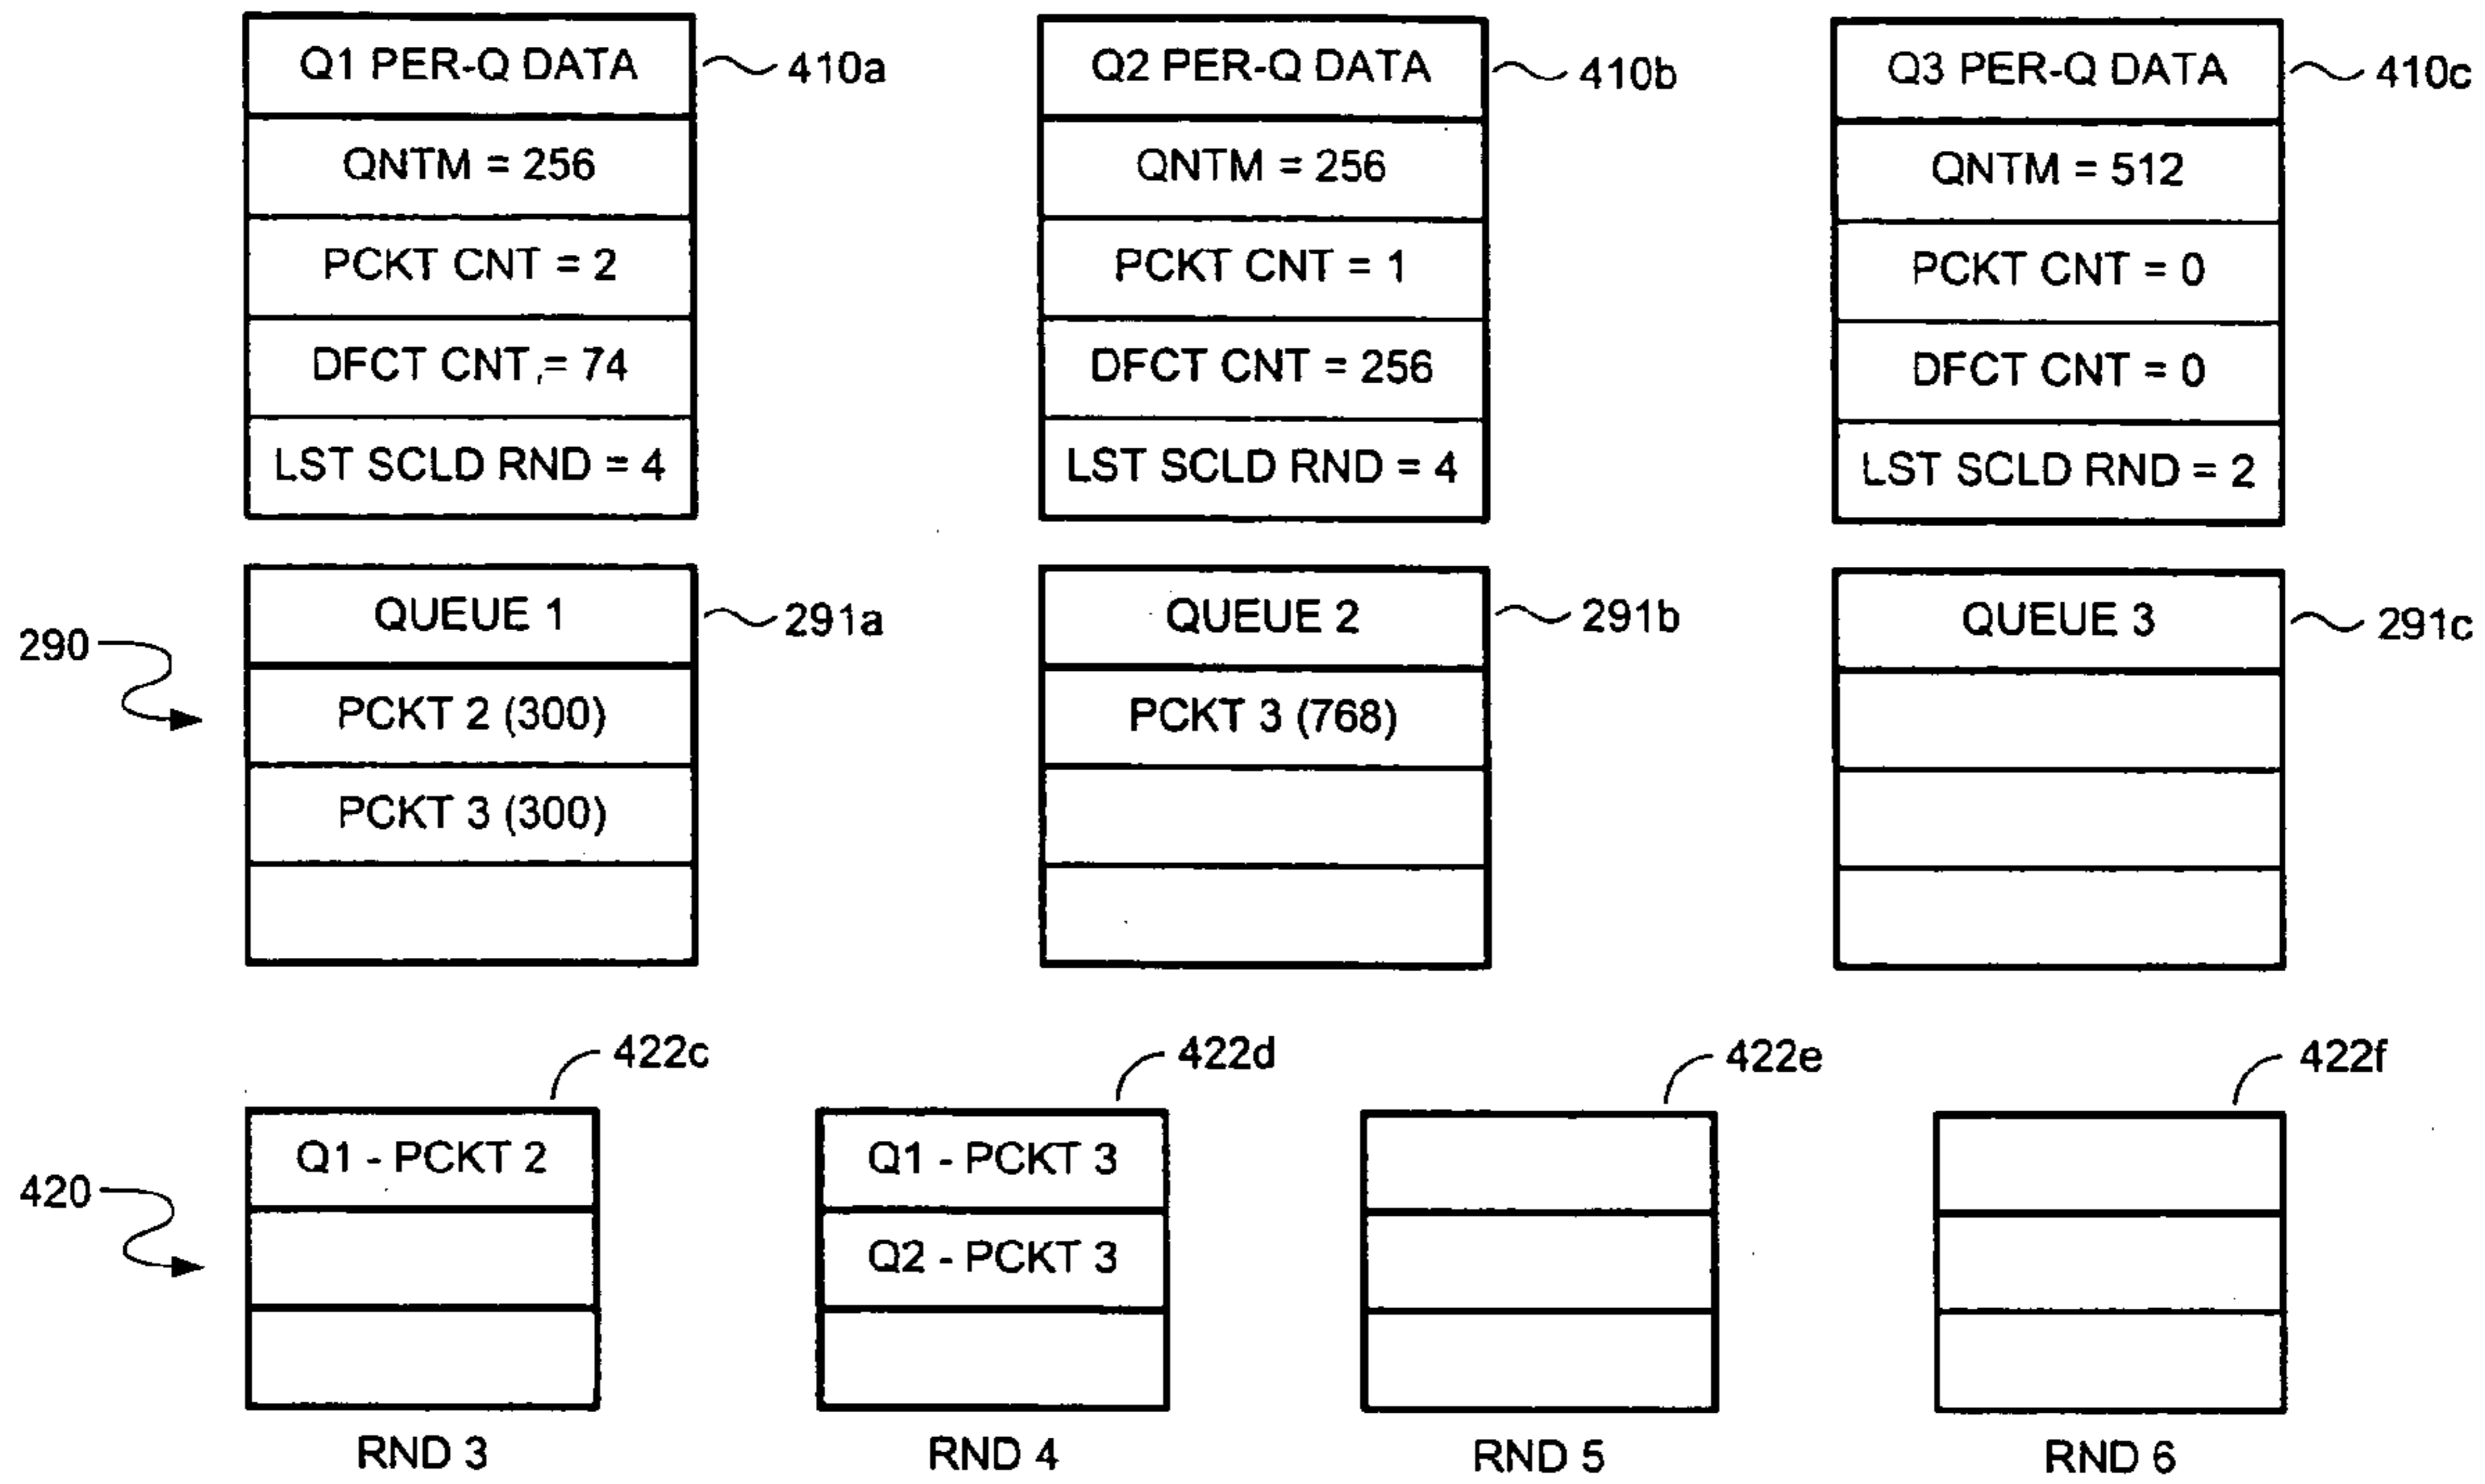 Q1 PER-Q DATA 410a
QNTM = 256
PCKT CNT = 2
DFCT CNT = 74
LST SCLD RND = 4
Q2 PER-Q DATA 410b
QNTM = 256
PCKT CNT = 1
DFCT CNT = 256
LST SCLD RND = 4
Q3 PER-Q DATA 410c
QNTM = 512
PCKT CNT = 0
DFCT CNT = 0
LST SCLD RND = 2
290
QUEUE 1 291a
PCKT 2 (300)
PCKT 3 (300)
QUEUE 2 291b
PCKT 3 (768)
QUEUE 3 291c
420
422c
Q1 - PCKT 2
RND 3
422d
Q1 - PCKT 3
Q2 - PCKT 3
RND 4
422e
RND 5
422f
RND 6